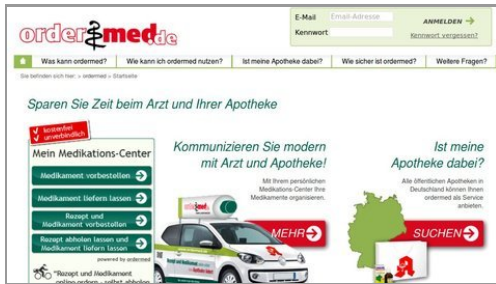 ordermed.de
E-Mail Email-Adresse
Kennwort
ANMELDEN
Kennwort vergessen?
Was kann ordermed? Wie kann ich ordermed nutzen? Ist meine Apotheke dabei? Wie sicher ist ordermed? Weitere Fragen?
Sie befinden sich hier: > ordermed > Startseite
Sparen Sie Zeit beim Arzt und Ihrer Apotheke
kostenfrei
unverbindlich
Mein Medikations-Center
Medikament vorbestellen
Medikament liefern lassen
Rezept und
Medikament vorbestellen
Rezept abholen lassen und
Medikament liefern lassen
powered by ordermed
"Rezept und Medikament
online ordern - selbst abholen
Kommunizieren Sie modern
mit Arzt und Apotheke!
Mit Ihrem persönlichen
Medikations-Center Ihre
Medikamente organisieren.
MEHR
Ist meine
Apotheke dabei?
Alle öffentlichen Apotheken in
Deutschland können Ihnen
ordermed als Service
anbieten.
SUCHEN